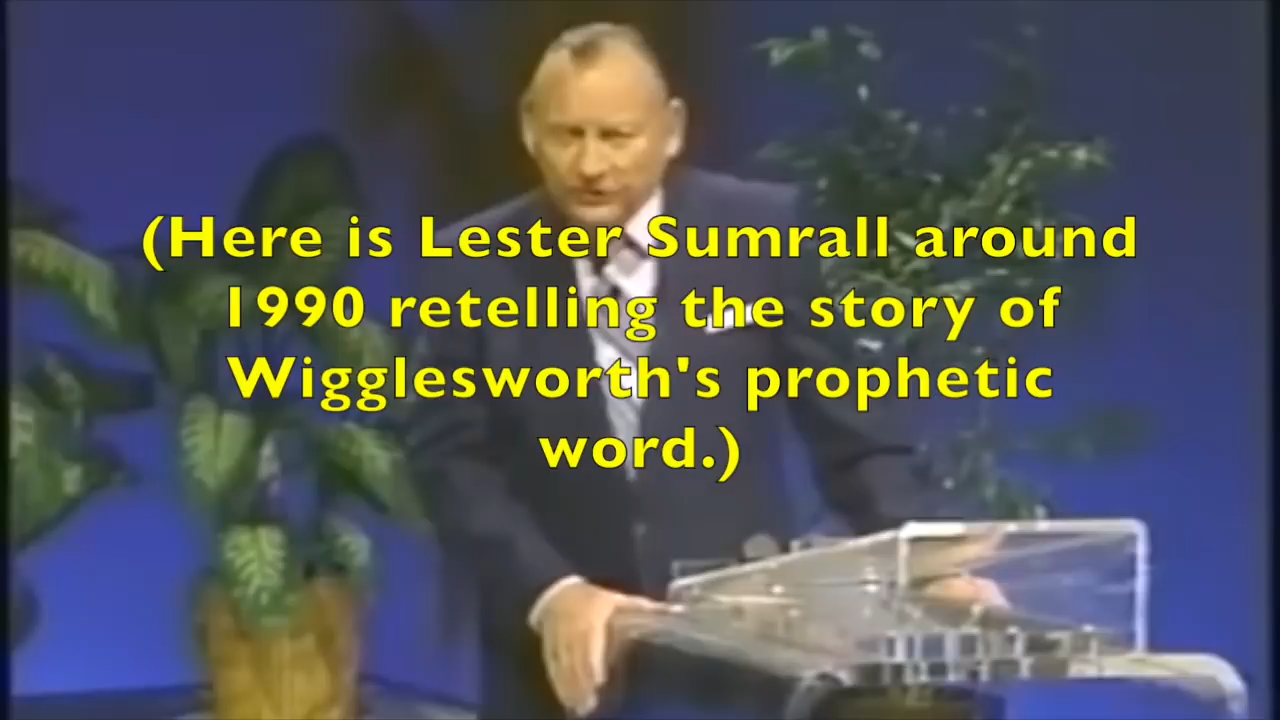 (Here is Lester Sumrall around
1990 retelling the story of
Wigglesworth's prophetic
word.)